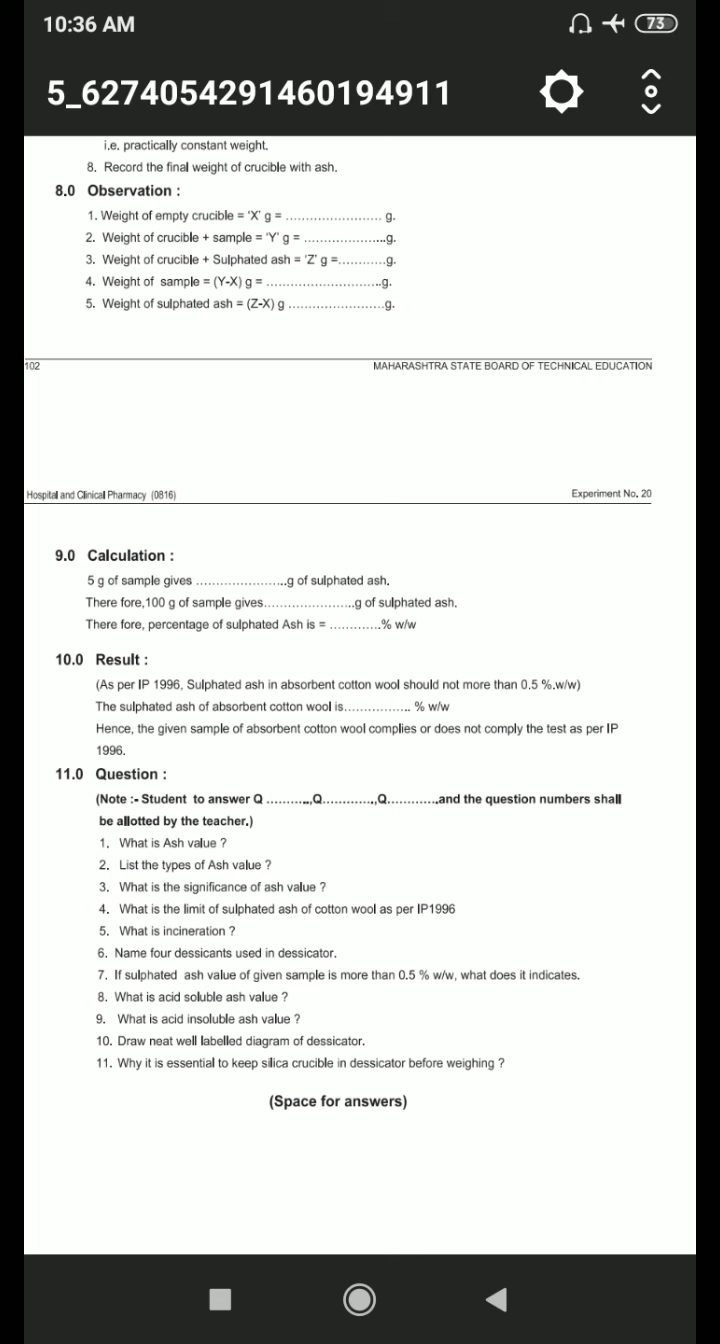 10:36 AM
73
5_6274054291460194911
i.e. practically constant weight.
8. Record the final weight of crucible with ash.
8.0 Observation :
1. Weight of empty crucible = 'X' g = ........................ g.
2. Weight of crucible + sample = 'Y' g = .....................g.
3. Weight of crucible + Sulphated ash = 'Z' g =............g.
4. Weight of sample = (Y-X) g = .............................g.
5. Weight of sulphated ash = (Z-X) g ........................g.
102 MAHARASHTRA STATE BOARD OF TECHNICAL EDUCATION
Hospital and Clinical Pharmacy (0816) Experiment No. 20
9.0 Calculation :
5 g of sample gives .......................g of sulphated ash.
There fore,100 g of sample gives.......................g of sulphated ash.
There fore, percentage of sulphated Ash is = .............% w/w
10.0 Result :
(As per IP 1996, Sulphated ash in absorbent cotton wool should not more than 0.5 %.w/w)
The sulphated ash of absorbent cotton wool is................. % w/w
Hence, the given sample of absorbent cotton wool complies or does not comply the test as per IP
1996.
11.0 Question :
(Note :- Student to answer Q ..........,,Q............,,Q.............and the question numbers shall
be allotted by the teacher.)
1. What is Ash value ?
2. List the types of Ash value ?
3. What is the significance of ash value ?
4. What is the limit of sulphated ash of cotton wool as per IP1996
5. What is incineration ?
6. Name four dessicants used in dessicator.
7. If sulphated ash value of given sample is more than 0.5 % w/w, what does it indicates.
8. What is acid soluble ash value ?
9. What is acid insoluble ash value ?
10. Draw neat well labelled diagram of dessicator.
11. Why it is essential to keep silica crucible in dessicator before weighing ?
(Space for answers)